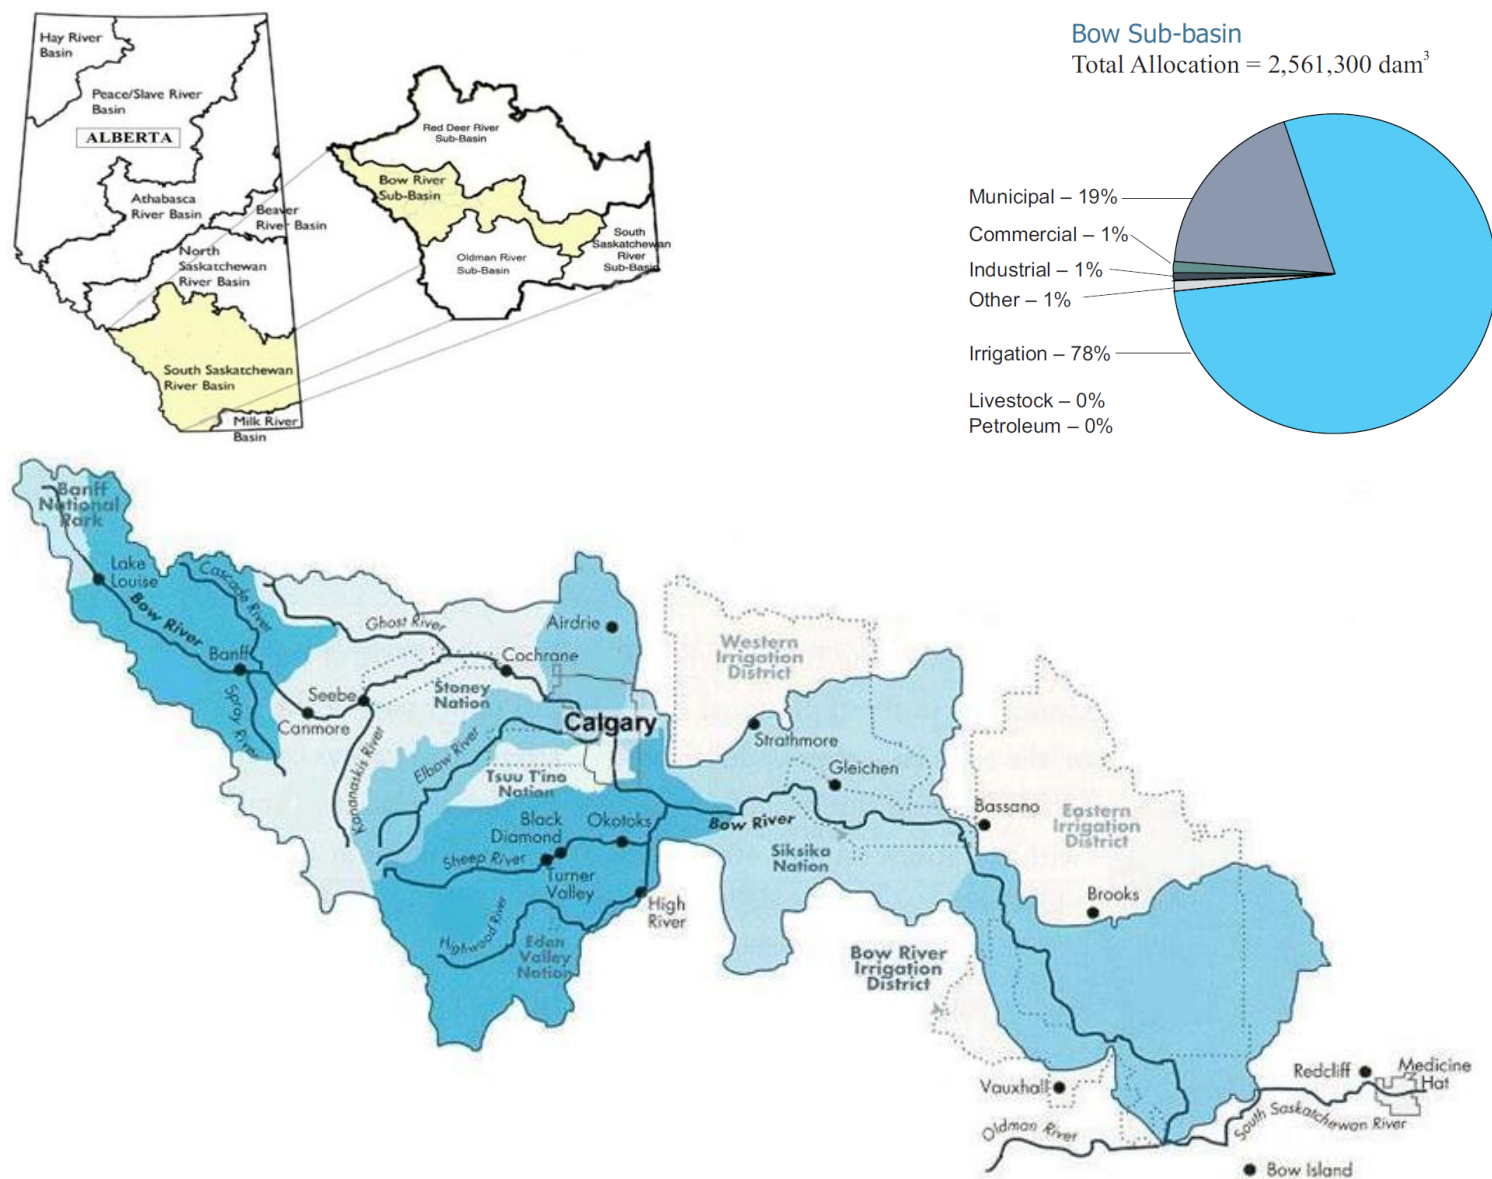 Hay River
Basin
Peace/Slave River
Basin
ALBERTA
Athabasca
River Basin
Beaver
River Basin
North
Saskatchewan
River Basin
South Saskatchewan
River Basin
Milk River
Basin
Red Deer River
Sub-Basin
Bow River
Sub-Basin
Oldman River
Sub-Basin
South
Saskatchewan
River
Sub-Basin
Bow Sub-basin
Total Allocation = 2,561,300 dam³
Municipal – 19%
Commercial – 1%
Industrial – 1%
Other – 1%
Irrigation – 78%
Livestock – 0%
Petroleum – 0%
Banff
National
Park
Lake
Louise
Cascade River
Bow River
Banff
Spray River
Ghost River
Airdrie
Cochrane
Seebe
Stoney
Nation
Canmore
Calgary
Kananaskis River
Elbow River
Tsuu T'ino
Nation
Black
Diamond
Okotoks
Sheep River
Turner
Valley
High
River
Highwood River
Eden
Valley
Nation
Western
Irrigation
District
Strathmore
Gleichen
Bow River
Siksika
Nation
Bassano
Eastern
Irrigation
District
Brooks
Bow River
Irrigation
District
Vauxhall
Redcliff
Medicine
Hat
Oldman River
South Saskatchewan River
Bow Island